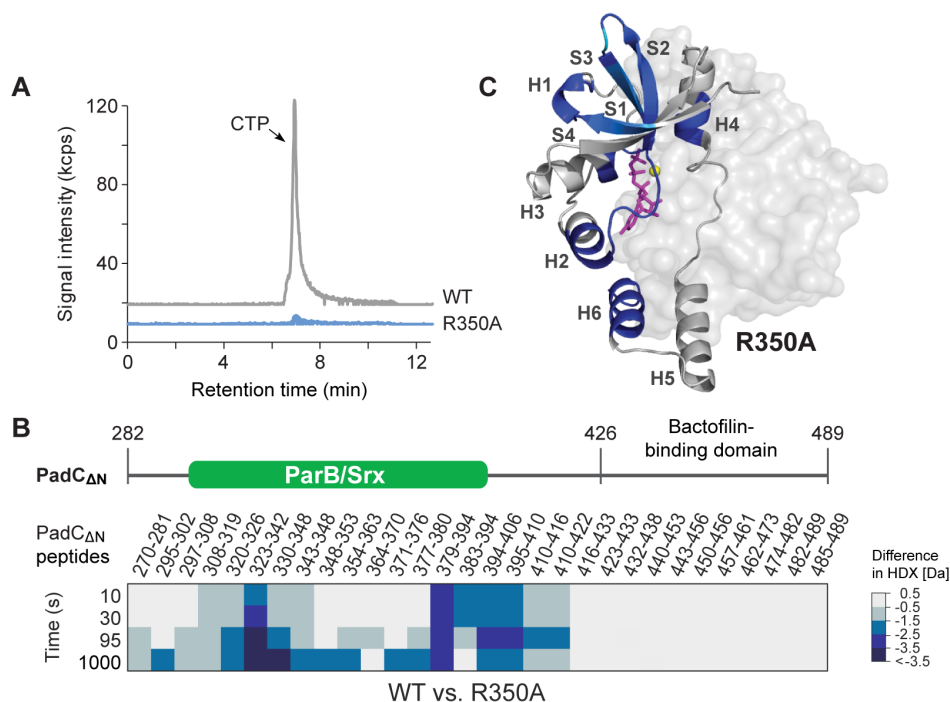 A
Signal intensity (kcps)
120
80
40
0
CTP
WT
R350A
0
4
8
12
Retention time (min)
C
S3
S2
H1
S1
H4
S4
H3
H2
H6
H5
R350A
B
282
426
489
Bactofilin-
binding domain
PadCΔN
ParB/Srx
PadCΔN
peptides
270-281
295-302
297-308
308-319
320-326
323-342
330-348
343-348
348-353
354-363
364-370
371-376
377-380
379-394
383-394
394-406
395-410
410-416
410-422
416-433
423-433
432-438
440-453
443-456
450-456
457-461
462-473
474-482
482-489
485-489
Time (s)
10
30
95
1000
WT vs. R350A
Difference
in HDX [Da]
0.5
-0.5
-1.5
-2.5
-3.5
<-3.5